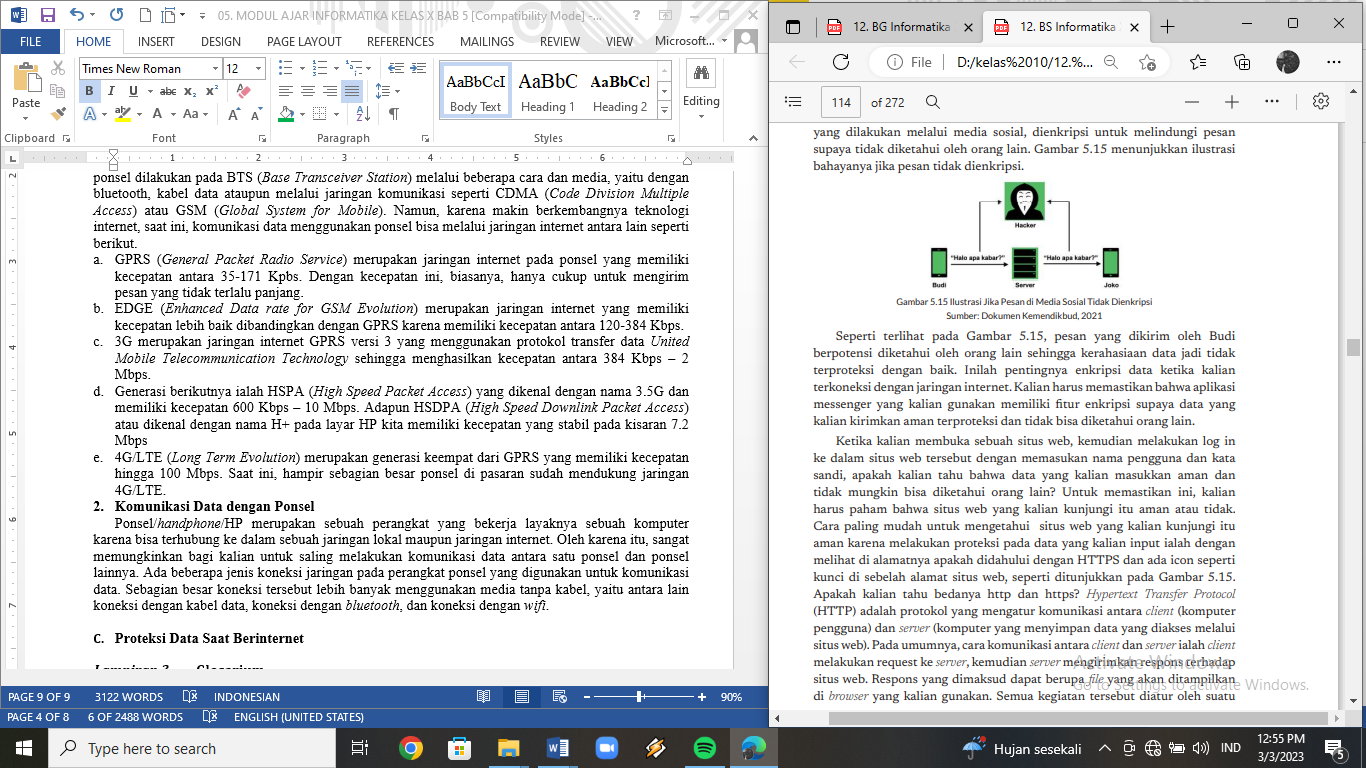 05. MODUL AJAR INFORMATIKA KELAS X BAB 5 [Compatibility Mode] -...
FILE HOME INSERT DESIGN PAGE LAYOUT REFERENCES MAILINGS REVIEW VIEW Microsoft...
Times New Roman 12
Paste
B I U abc x₂ x²
A Aa A A
AaBbCcI AaBbC AaBbCcI
Body Text Heading 1 Heading 2
Editing
Clipboard Font Paragraph Styles
1 2 3 4 5 6
2
3
4
5
6
7
ponsel dilakukan pada BTS (Base Transceiver Station) melalui beberapa cara dan media, yaitu dengan
bluetooth, kabel data ataupun melalui jaringan komunikasi seperti CDMA (Code Division Multiple
Access) atau GSM (Global System for Mobile). Namun, karena makin berkembangnya teknologi
internet, saat ini, komunikasi data menggunakan ponsel bisa melalui jaringan internet antara lain seperti
berikut.
a. GPRS (General Packet Radio Service) merupakan jaringan internet pada ponsel yang memiliki
kecepatan antara 35-171 Kpbs. Dengan kecepatan ini, biasanya, hanya cukup untuk mengirim
pesan yang tidak terlalu panjang.
b. EDGE (Enhanced Data rate for GSM Evolution) merupakan jaringan internet yang memiliki
kecepatan lebih baik dibandingkan dengan GPRS karena memiliki kecepatan antara 120-384 Kbps.
c. 3G merupakan jaringan internet GPRS versi 3 yang menggunakan protokol transfer data United
Mobile Telecommunication Technology sehingga menghasilkan kecepatan antara 384 Kbps – 2
Mbps.
d. Generasi berikutnya ialah HSPA (High Speed Packet Access) yang dikenal dengan nama 3.5G dan
memiliki kecepatan 600 Kbps – 10 Mbps. Adapun HSDPA (High Speed Downlink Packet Access)
atau dikenal dengan nama H+ pada layar HP kita memiliki kecepatan yang stabil pada kisaran 7.2
Mbps
e. 4G/LTE (Long Term Evolution) merupakan generasi keempat dari GPRS yang memiliki kecepatan
hingga 100 Mbps. Saat ini, hampir sebagian besar ponsel di pasaran sudah mendukung jaringan
4G/LTE.
2. Komunikasi Data dengan Ponsel
Ponsel/handphone/HP merupakan sebuah perangkat yang bekerja layaknya sebuah komputer
karena bisa terhubung ke dalam sebuah jaringan lokal maupun jaringan internet. Oleh karena itu, sangat
memungkinkan bagi kalian untuk saling melakukan komunikasi data antara satu ponsel dan ponsel
lainnya. Ada beberapa jenis koneksi jaringan pada perangkat ponsel yang digunakan untuk komunikasi
data. Sebagian besar koneksi tersebut lebih banyak menggunakan media tanpa kabel, yaitu antara lain
koneksi dengan kabel data, koneksi dengan bluetooth, dan koneksi dengan wifi.
C. Proteksi Data Saat Berinternet
PAGE 9 OF 9 3122 WORDS INDONESIAN 90%
PAGE 4 OF 8 6 OF 2488 WORDS ENGLISH (UNITED STATES)
12. BG Informatika 12. BS Informatika
File D:/kelas%2010/12.%...
114 of 272
yang dilakukan melalui media sosial, dienkripsi untuk melindungi pesan
supaya tidak diketahui oleh orang lain. Gambar 5.15 menunjukkan ilustrasi
bahayanya jika pesan tidak dienkripsi.
Hacker
"Halo apa kabar?" "Halo apa kabar?"
Budi Server Joko
Gambar 5.15 Ilustrasi Jika Pesan di Media Sosial Tidak Dienkripsi
Sumber: Dokumen Kemendikbud, 2021
Seperti terlihat pada Gambar 5.15, pesan yang dikirim oleh Budi
berpotensi diketahui oleh orang lain sehingga kerahasiaan data jadi tidak
terproteksi dengan baik. Inilah pentingnya enkripsi data ketika kalian
terkoneksi dengan jaringan internet. Kalian harus memastikan bahwa aplikasi
messenger yang kalian gunakan memiliki fitur enkripsi supaya data yang
kalian kirimkan aman terproteksi dan tidak bisa diketahui orang lain.
Ketika kalian membuka sebuah situs web, kemudian melakukan log in
ke dalam situs web tersebut dengan memasukan nama pengguna dan kata
sandi, apakah kalian tahu bahwa data yang kalian masukkan aman dan
tidak mungkin bisa diketahui orang lain? Untuk memastikan ini, kalian
harus paham bahwa situs web yang kalian kunjungi itu aman atau tidak.
Cara paling mudah untuk mengetahui situs web yang kalian kunjungi itu
aman karena melakukan proteksi pada data yang kalian input ialah dengan
melihat di alamatnya apakah didahului dengan HTTPS dan ada icon seperti
kunci di sebelah alamat situs web, seperti ditunjukkan pada Gambar 5.15.
Apakah kalian tahu bedanya http dan https? Hypertext Transfer Protocol
(HTTP) adalah protokol yang mengatur komunikasi antara client (komputer
pengguna) dan server (komputer yang menyimpan data yang diakses melalui
situs web). Pada umumnya, cara komunikasi antara client dan server ialah client
melakukan request ke server, kemudian server mengirimkan respons terhadap
situs web. Respons yang dimaksud dapat berupa file yang akan ditampilkan
di browser yang kalian gunakan. Semua kegiatan tersebut diatur oleh suatu
Activate Windows
Go to Settings to activate Windows.
Type here to search
Hujan sesekali IND 12:55 PM
3/3/2023
5